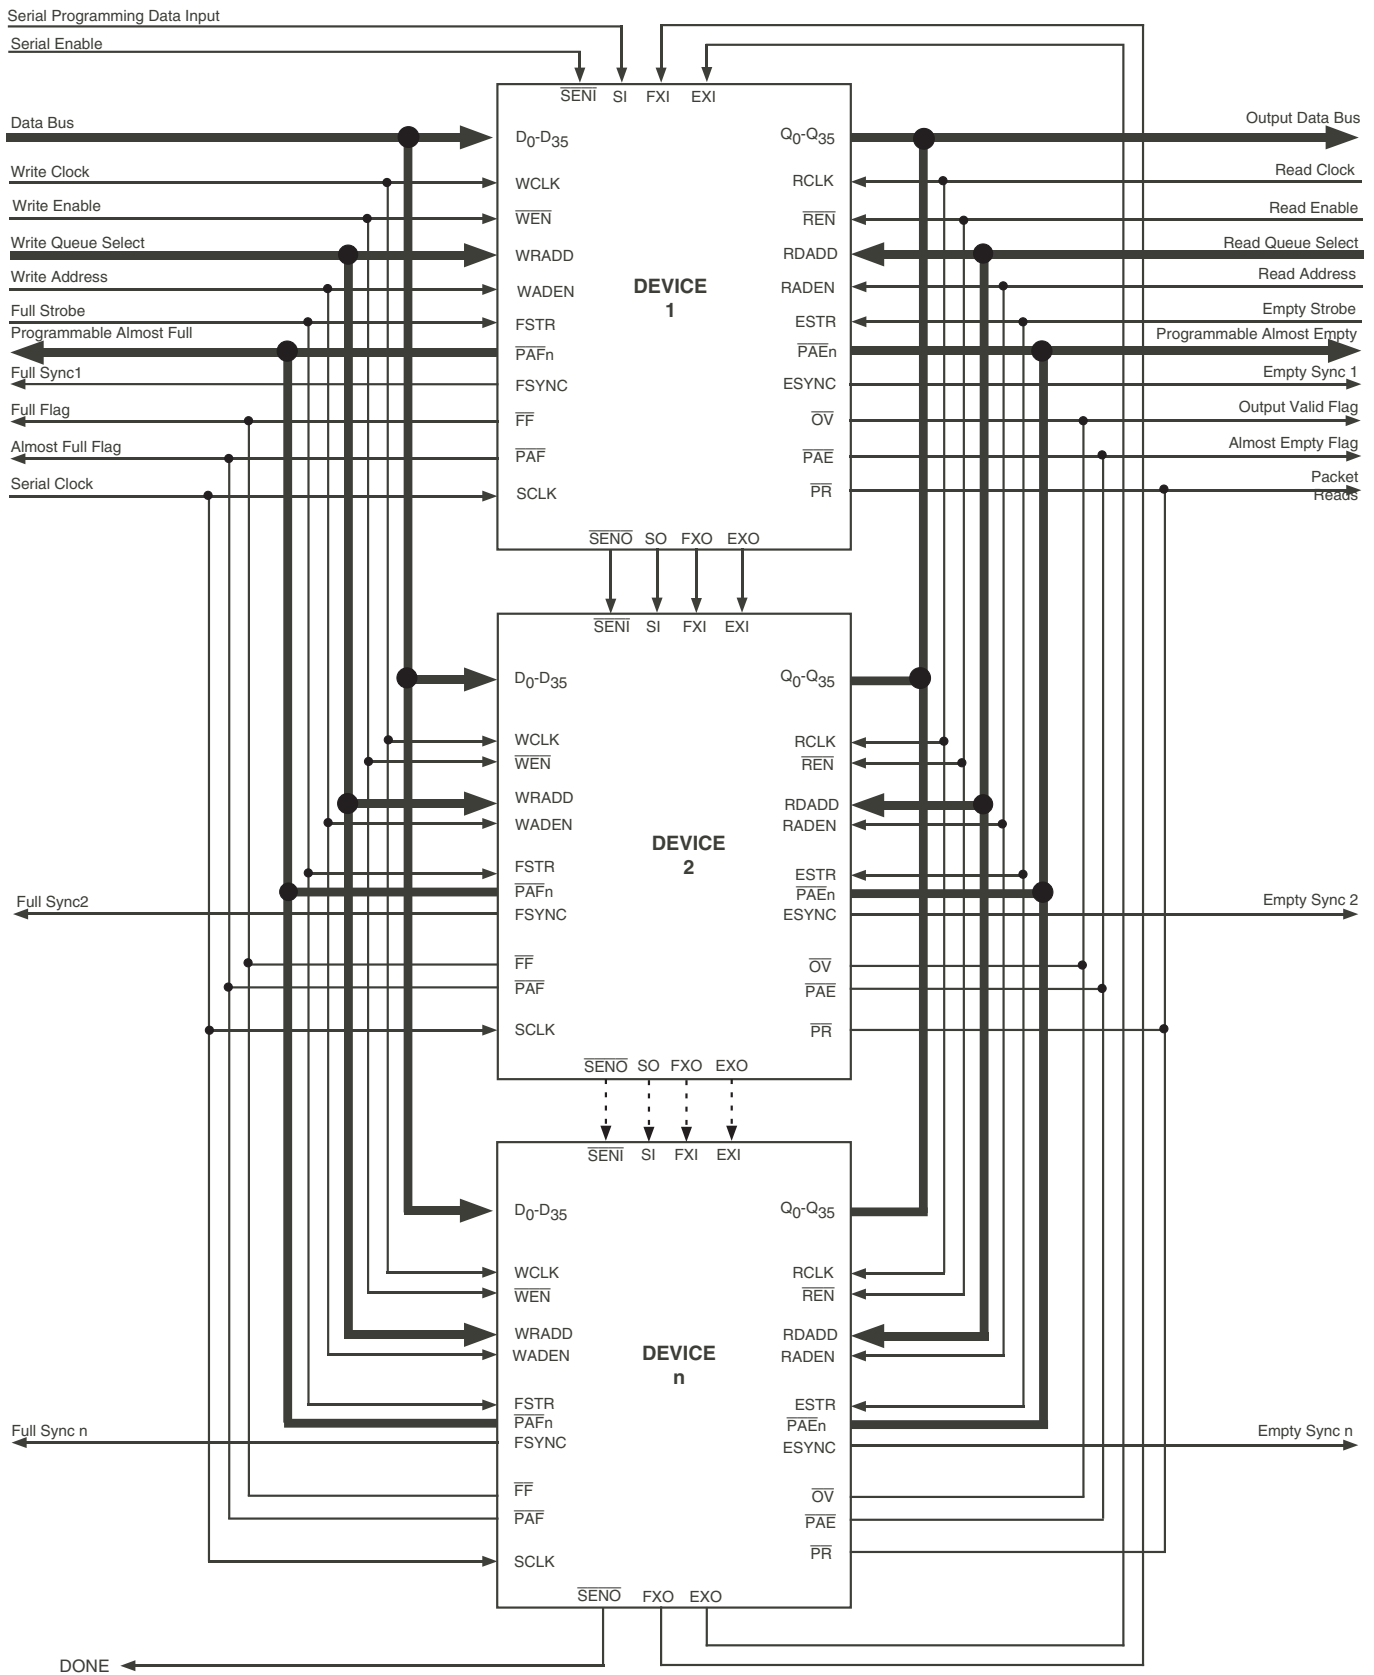 Serial Programming Data Input
Serial Enable
SENI SI FXI EXI
Data Bus
D0-D35
Q0-Q35
Output Data Bus
Write Clock
WCLK
RCLK
Read Clock
Write Enable
WEN
REN
Read Enable
Write Queue Select
WRADD
RDADD
Read Queue Select
Write Address
WADEN
DEVICE
1
RADEN
Read Address
Full Strobe
FSTR
ESTR
Empty Strobe
Programmable Almost Full
PAFn
PAEn
Programmable Almost Empty
Full Sync1
FSYNC
ESYNC
Empty Sync 1
Full Flag
FF
OV
Output Valid Flag
Almost Full Flag
PAF
PAE
Almost Empty Flag
Serial Clock
SCLK
PR
Packet
Reads
SENO SO FXO EXO
SENI SI FXI EXI
D0-D35
Q0-Q35
WCLK
RCLK
WEN
REN
WRADD
RDADD
WADEN
RADEN
DEVICE
2
FSTR
ESTR
PAFn
PAEn
Full Sync2
FSYNC
ESYNC
Empty Sync 2
FF
OV
PAF
PAE
SCLK
PR
SENO SO FXO EXO
SENI SI FXI EXI
D0-D35
Q0-Q35
WCLK
RCLK
WEN
REN
WRADD
RDADD
WADEN
RADEN
DEVICE
n
FSTR
ESTR
PAFn
PAEn
Full Sync n
FSYNC
ESYNC
Empty Sync n
FF
OV
PAF
PAE
SCLK
PR
SENO FXO EXO
DONE